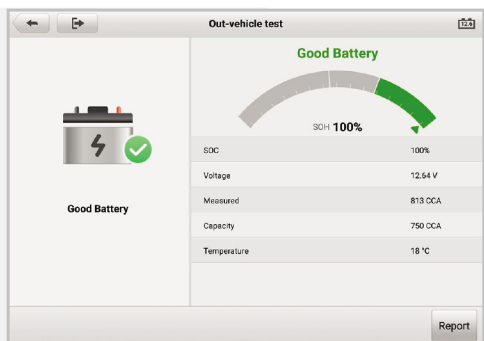 Out-vehicle test
12.6
Good Battery
SOH 100%
Good Battery
SOC 100%
Voltage 12.64 V
Measured 813 CCA
Capacity 750 CCA
Temperature 18 °C
Report